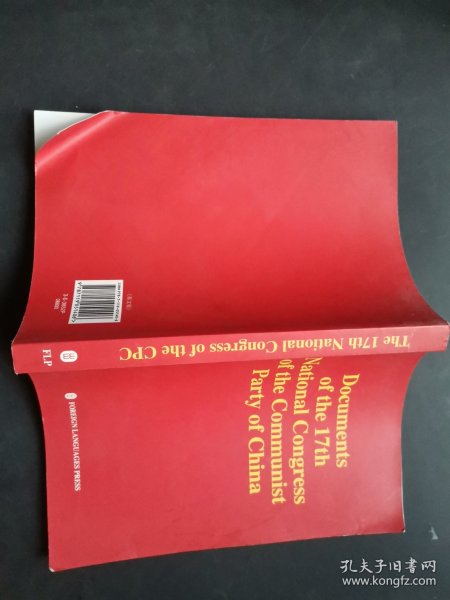 Documents
of the 17th
National Congress
of the Communist
Party of China
FOREIGN LANGUAGES PRESS
The 17th National Congress of the CPC
FLP
孔夫子旧书网
www.kongfz.com